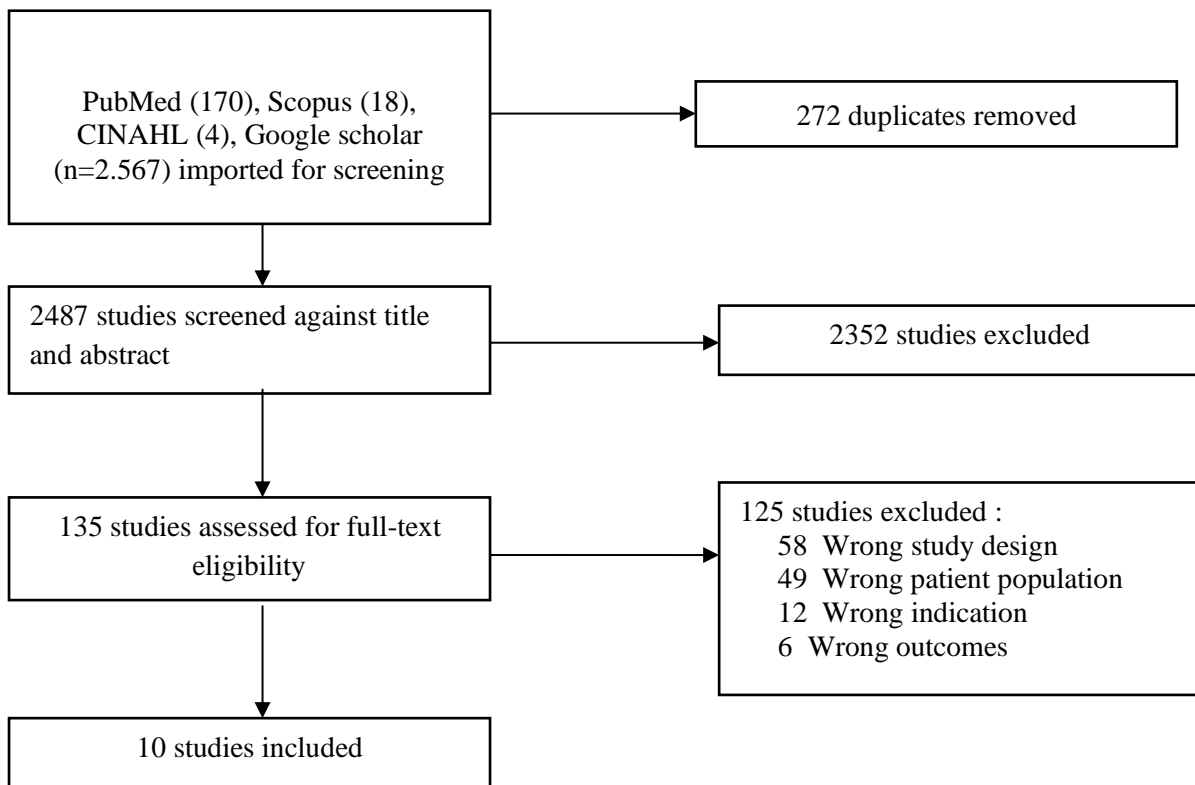 PubMed (170), Scopus (18),
CINAHL (4), Google scholar
(n=2.567) imported for screening
272 duplicates removed
2487 studies screened against title
and abstract
2352 studies excluded
135 studies assessed for full-text
eligibility
125 studies excluded :
58 Wrong study design
49 Wrong patient population
12 Wrong indication
6 Wrong outcomes
10 studies included